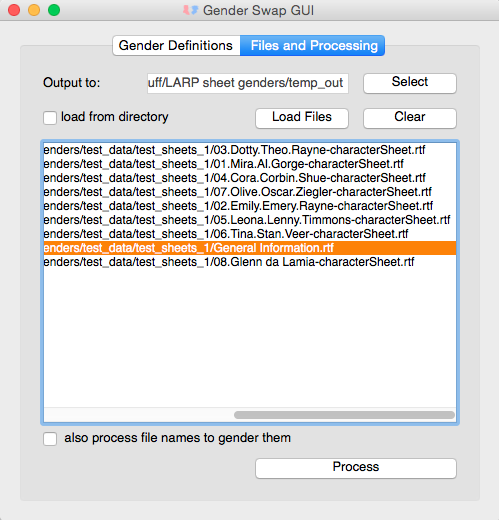 Gender Swap GUI
Gender Definitions Files and Processing
Output to: uff/LARP sheet genders/temp_out Select
load from directory Load Files Clear
enders/test_data/test_sheets_1/03.Dotty.Theo.Rayne-characterSheet.rtf
enders/test_data/test_sheets_1/01.Mira.Al.Gorge-characterSheet.rtf
enders/test_data/test_sheets_1/04.Cora.Corbin.Shue-characterSheet.rtf
enders/test_data/test_sheets_1/07.Olive.Oscar.Ziegler-characterSheet.rtf
enders/test_data/test_sheets_1/02.Emily.Emery.Rayne-characterSheet.rtf
enders/test_data/test_sheets_1/05.Leona.Lenny.Timmons-characterSheet.rtf
enders/test_data/test_sheets_1/06.Tina.Stan.Veer-characterSheet.rtf
enders/test_data/test_sheets_1/General Information.rtf
enders/test_data/test_sheets_1/08.Glenn da Lamia-characterSheet.rtf
also process file names to gender them
Process